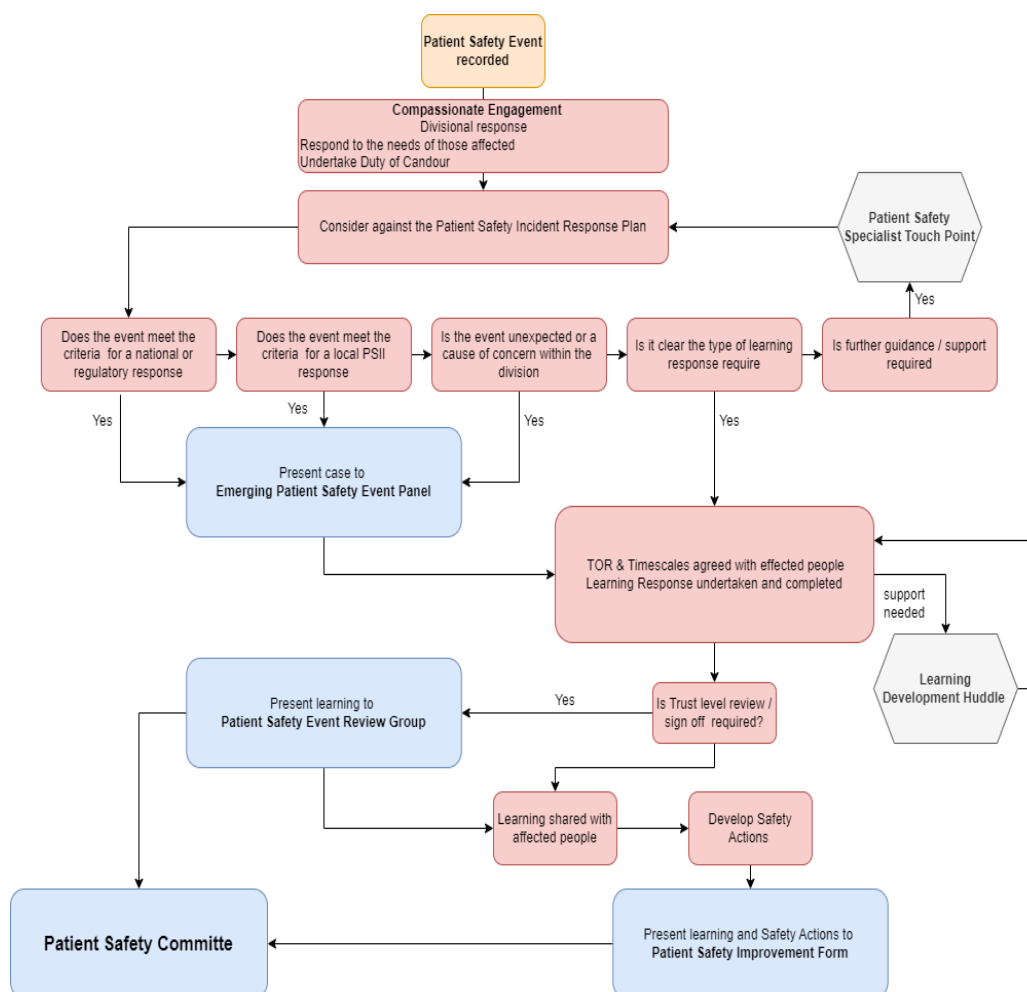 Patient Safety Event
recorded
Compassionate Engagement
Divisional response
Respond to the needs of those affected
Undertake Duty of Candour
Consider against the Patient Safety Incident Response Plan
Patient Safety
Specialist Touch Point
Yes
Does the event meet the
criteria for a national or
regulatory response
Does the event meet the
criteria for a local PSII
response
Is the event unexpected or a
cause of concern within the
division
Is it clear the type of learning
response require
Is further guidance / support
required
Yes
Yes
Yes
Yes
Present case to
Emerging Patient Safety Event Panel
TOR & Timescales agreed with effected people
Learning Response undertaken and completed
support
needed
Learning
Development Huddle
Is Trust level review /
sign off required?
Yes
Present learning to
Patient Safety Event Review Group
Learning shared with
affected people
Develop Safety
Actions
Patient Safety Committe
Present learning and Safety Actions to
Patient Safety Improvement Form